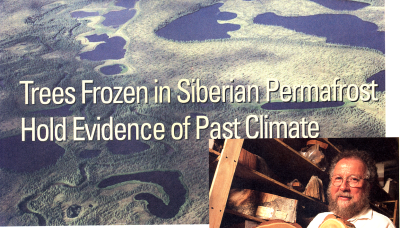 Trees Frozen in Siberian Permafrost
Hold Evidence of Past Climate